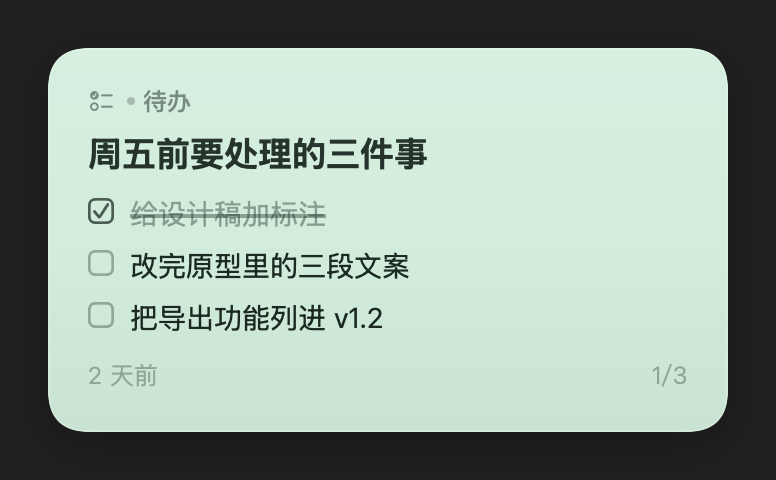 待办
周五前要处理的三件事
给设计稿加标注
改完原型里的三段文案
把导出功能列进 v1.2
2 天前
1/3